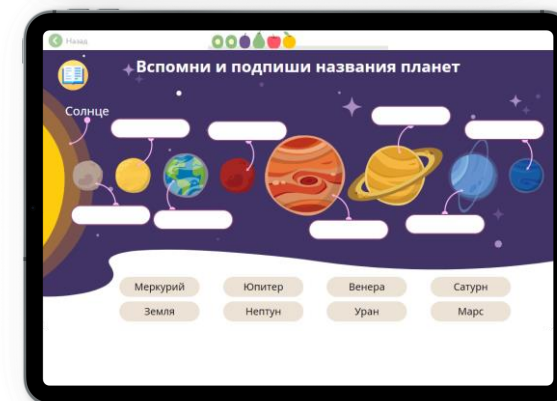 Назад
Вспомни и подпиши названия планет
Солнце
Меркурий Юпитер Венера Сатурн
Земля Нептун Уран Марс